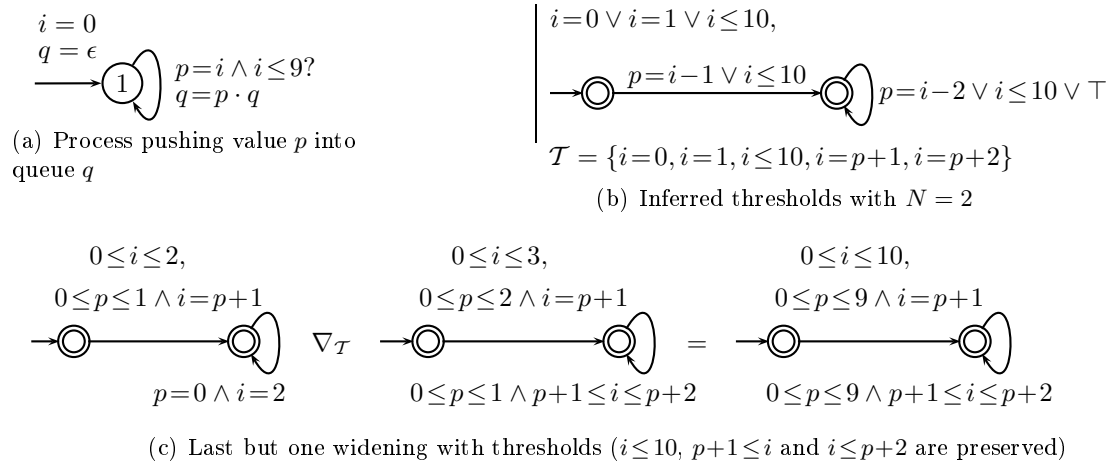 i = 0
q = ϵ
1
p=i ∧ i≤9?
q=p · q
(a) Process pushing value p into
queue q
i=0 ∨ i=1 ∨ i≤10,
p=i−1 ∨ i≤10
p=i−2 ∨ i≤10 ∨ ⊤
𝒯 = {i=0, i=1, i≤10, i=p+1, i=p+2}
(b) Inferred thresholds with N = 2
0≤i≤2,
0≤p≤1 ∧ i=p+1
p=0 ∧ i=2
∇𝒯
0≤i≤3,
0≤p≤2 ∧ i=p+1
0≤p≤1 ∧ p+1≤i≤p+2
=
0≤i≤10,
0≤p≤9 ∧ i=p+1
0≤p≤9 ∧ p+1≤i≤p+2
(c) Last but one widening with thresholds (i≤10, p+1≤i and i≤p+2 are preserved)